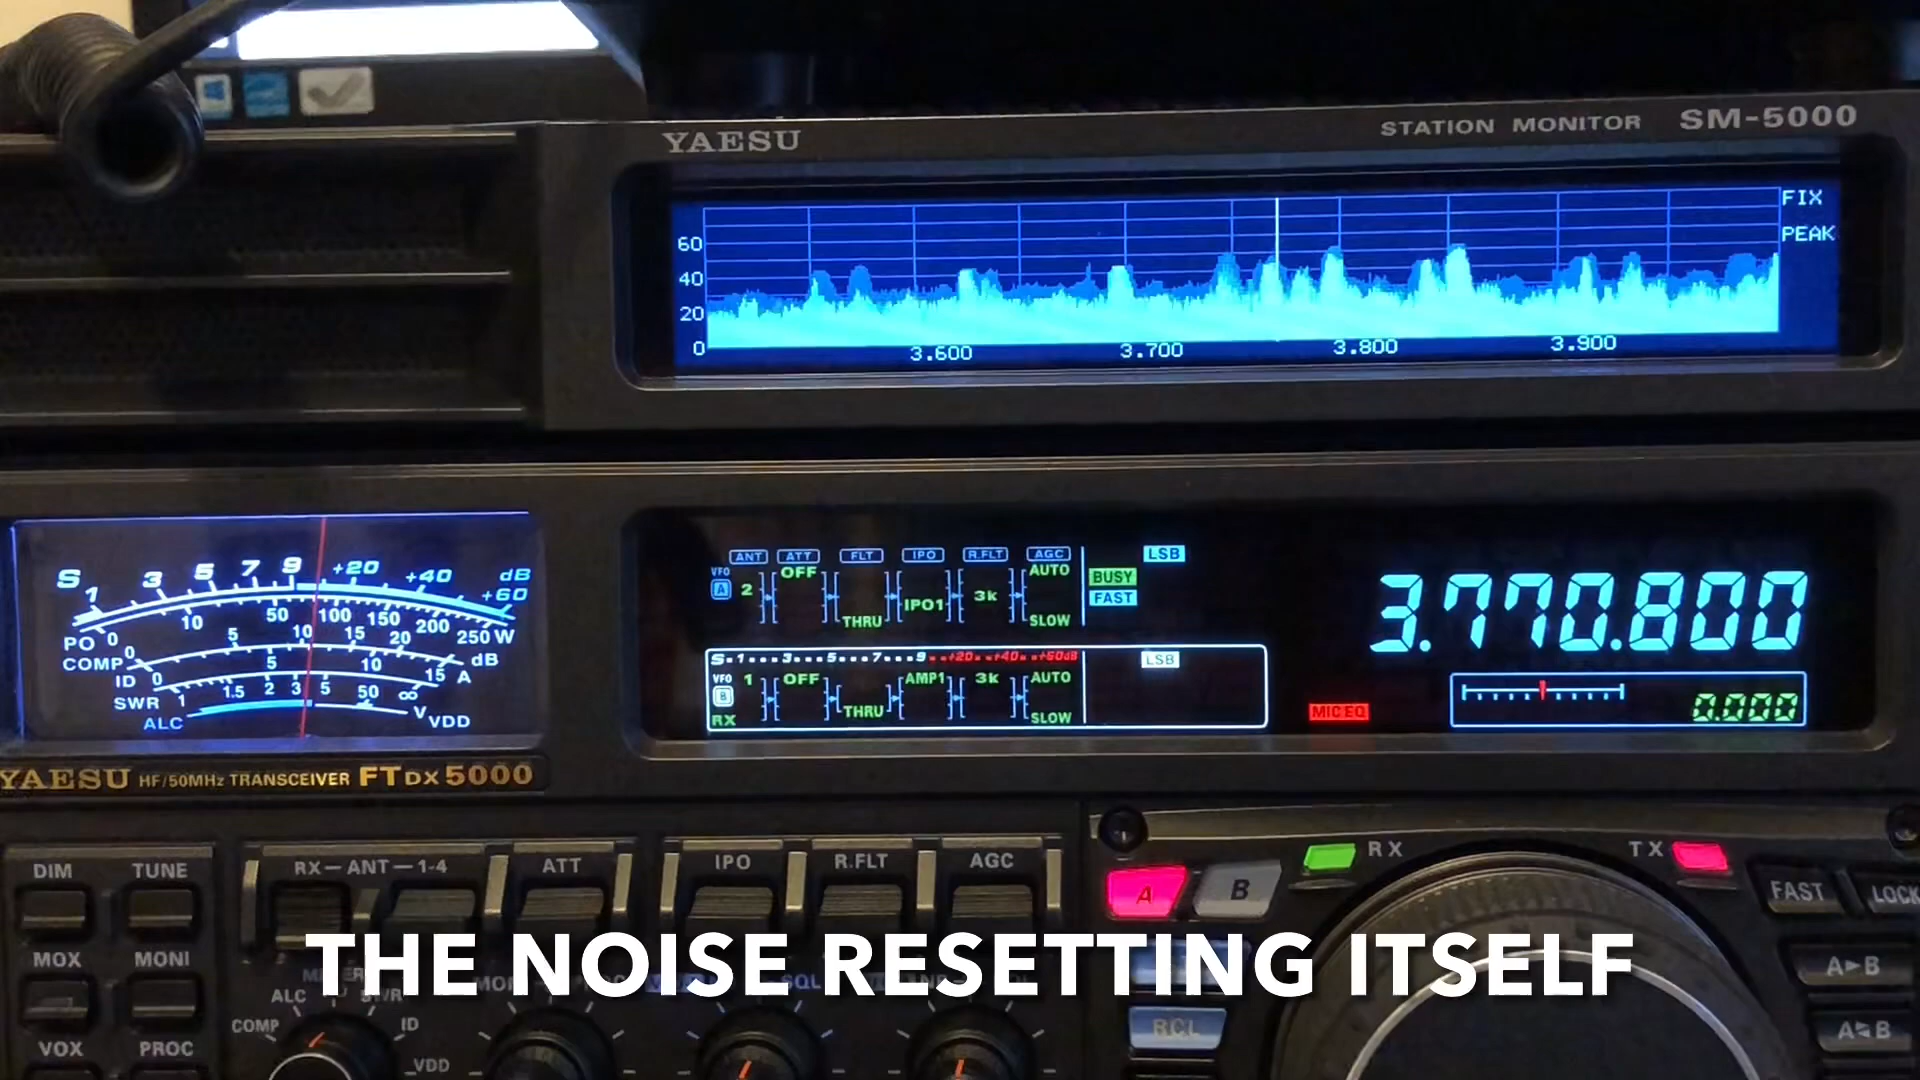 YAESU
STATION MONITOR SM-5000
FIX
PEAK
60
40
20
0
3.600 3.700 3.800 3.900
S 1 3 5 7 9 +20 +40 +60 dB
PO 0 10 50 100 150 200 250 W
COMP 0 5 10 15 20 dB
ID 0 5 10 15 A
SWR 1 1.5 2 3 5 50 ∞
ALC V VDD
YAESU HF/50MHz TRANSCEIVER FTDX5000
ANT ATT FLT IPO R.FLT AGC LSB
VFO A 2 OFF THRU IPO1 3k AUTO SLOW
BUSY
FAST
3.770.800
S 1 3 5 7 9 +20 +40 +60dB LSB
VFO B 1 OFF THRU AMP1 3k AUTO SLOW
RX
MIC EQ
0.000
DIM TUNE RX-ANT-1-4 ATT IPO R.FLT AGC
A B RX TX
FAST LOCK
MOX MONI
THE NOISE RESETTING ITSELF
A►B
ALC SWR
COMP ID
VDD
RCL
VOX PROC